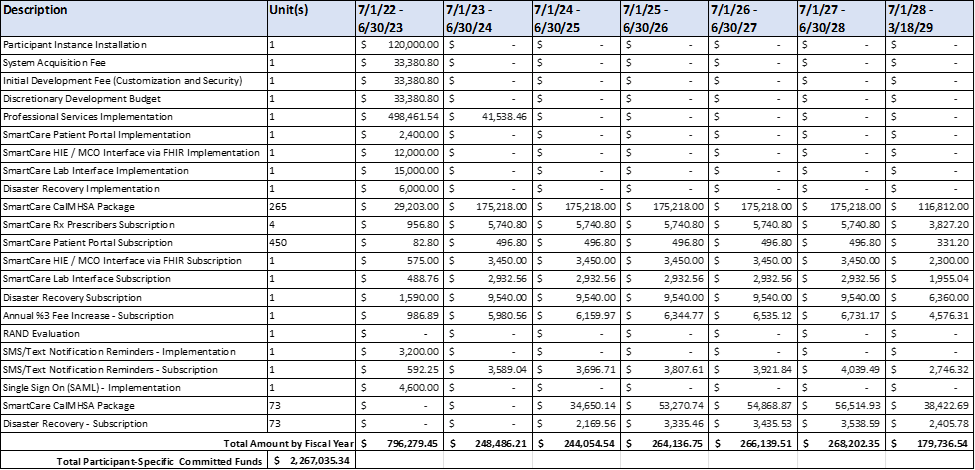 Description Unit(s) 7/1/22 - 6/30/23 7/1/23 - 6/30/24 7/1/24 - 6/30/25 7/1/25 - 6/30/26 7/1/26 - 6/30/27 7/1/27 - 6/30/28 7/1/28 - 3/18/29
Participant Instance Installation 1 $ 120,000.00 $ - $ - $ - $ - $ - $ -
System Acquisition Fee 1 $ 33,380.80 $ - $ - $ - $ - $ - $ -
Initial Development Fee (Customization and Security) 1 $ 33,380.80 $ - $ - $ - $ - $ - $ -
Discretionary Development Budget 1 $ 33,380.80 $ - $ - $ - $ - $ - $ -
Professional Services Implementation 1 $ 498,461.54 $ 41,538.46 $ - $ - $ - $ - $ -
SmartCare Patient Portal Implementation 1 $ 2,400.00 $ - $ - $ - $ - $ - $ -
SmartCare HIE / MCO Interface via FHIR Implementation 1 $ 12,000.00 $ - $ - $ - $ - $ - $ -
SmartCare Lab Interface Implementation 1 $ 15,000.00 $ - $ - $ - $ - $ - $ -
Disaster Recovery Implementation 1 $ 6,000.00 $ - $ - $ - $ - $ - $ -
SmartCare CalMHSA Package 265 $ 29,203.00 $ 175,218.00 $ 175,218.00 $ 175,218.00 $ 175,218.00 $ 175,218.00 $ 116,812.00
SmartCare Rx Prescribers Subscription 4 $ 956.80 $ 5,740.80 $ 5,740.80 $ 5,740.80 $ 5,740.80 $ 5,740.80 $ 3,827.20
SmartCare Patient Portal Subscription 450 $ 82.80 $ 496.80 $ 496.80 $ 496.80 $ 496.80 $ 496.80 $ 331.20
SmartCare HIE / MCO Interface via FHIR Subscription 1 $ 575.00 $ 3,450.00 $ 3,450.00 $ 3,450.00 $ 3,450.00 $ 3,450.00 $ 2,300.00
SmartCare Lab Interface Subscription 1 $ 488.76 $ 2,932.56 $ 2,932.56 $ 2,932.56 $ 2,932.56 $ 2,932.56 $ 1,955.04
Disaster Recovery Subscription 1 $ 1,590.00 $ 9,540.00 $ 9,540.00 $ 9,540.00 $ 9,540.00 $ 9,540.00 $ 6,360.00
Annual %3 Fee Increase - Subscription 1 $ 986.89 $ 5,980.56 $ 6,159.97 $ 6,344.77 $ 6,535.12 $ 6,731.17 $ 4,576.31
RAND Evaluation 1 $ - $ - $ - $ - $ - $ - $ -
SMS/Text Notification Reminders - Implementation 1 $ 3,200.00 $ - $ - $ - $ - $ - $ -
SMS/Text Notification Reminders - Subscription 1 $ 592.25 $ 3,589.04 $ 3,696.71 $ 3,807.61 $ 3,921.84 $ 4,039.49 $ 2,746.32
Single Sign On (SAML) - Implementation 1 $ 4,600.00 $ - $ - $ - $ - $ - $ -
SmartCare CalMHSA Package 73 $ - $ - $ 34,650.14 $ 53,270.74 $ 54,868.87 $ 56,514.93 $ 38,422.69
Disaster Recovery - Subscription 73 $ - $ - $ 2,169.56 $ 3,335.46 $ 3,435.53 $ 3,538.59 $ 2,405.78
Total Amount by Fiscal Year $ 796,279.45 $ 248,486.21 $ 244,054.54 $ 264,136.75 $ 266,139.51 $ 268,202.35 $ 179,736.54
Total Participant-Specific Committed Funds $ 2,267,035.34